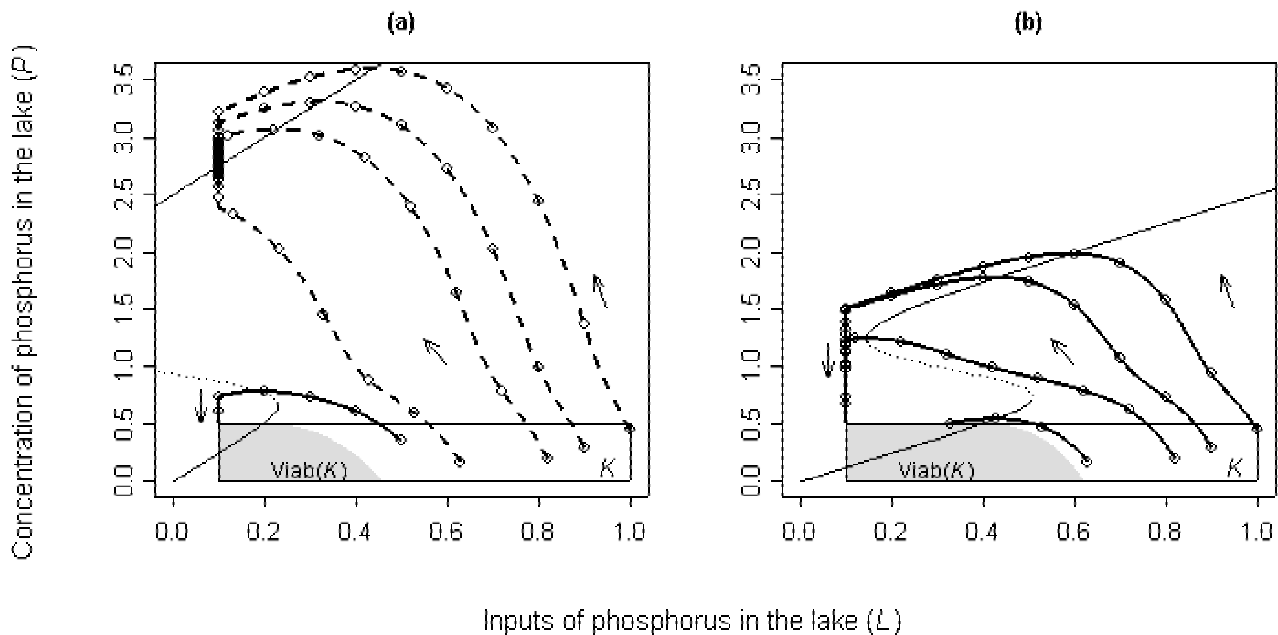 (a)
(b)
Concentration of phosphorus in the lake (P)
3.5
3.0
2.5
2.0
1.5
1.0
0.5
0.0
Viab(K)
K
0.0 0.2 0.4 0.6 0.8 1.0
3.5
3.0
2.5
2.0
1.5
1.0
0.5
0.0
Viab(K)
K
0.0 0.2 0.4 0.6 0.8 1.0
Inputs of phosphorus in the lake (L)